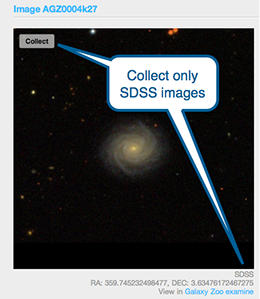 Image AGZ0004k27
Collect
Collect only
SDSS images
SDSS
RA: 359.745232498477, DEC: 3.63476172467275
View in Galaxy Zoo examine